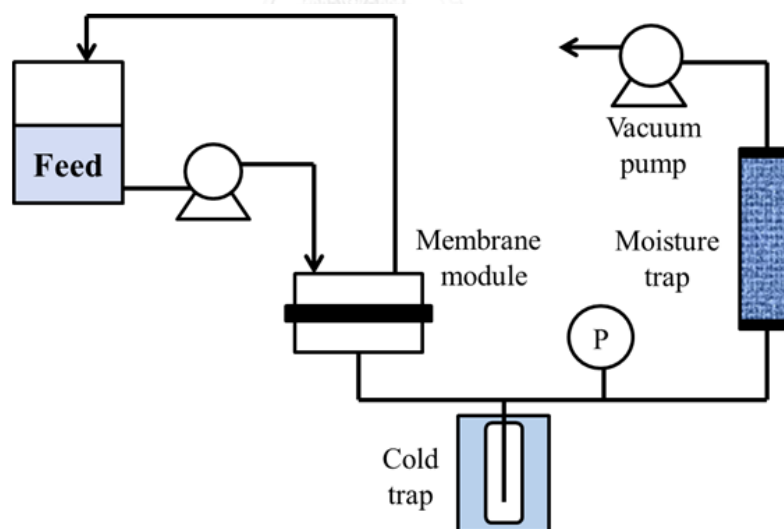 Feed
Vacuum
pump
Membrane
module
Moisture
trap
P
Cold
trap